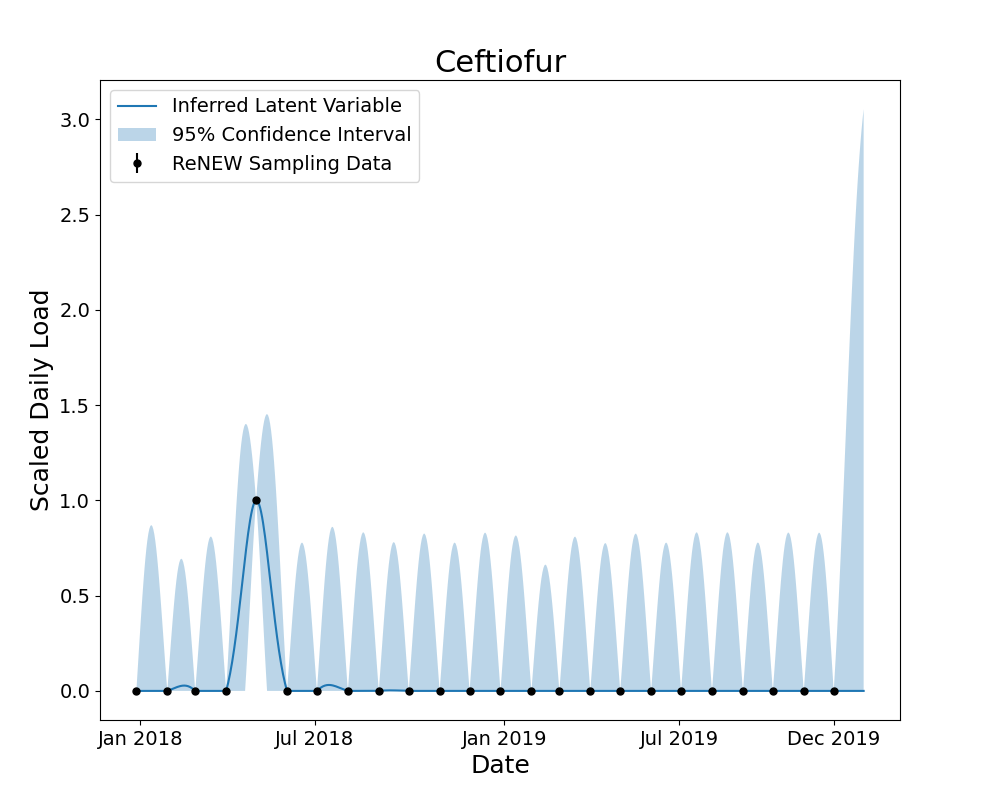 Ceftiofur
Inferred Latent Variable
95% Confidence Interval
ReNEW Sampling Data
Scaled Daily Load
3.0
2.5
2.0
1.5
1.0
0.5
0.0
Jan 2018 Jul 2018 Jan 2019 Jul 2019 Dec 2019
Date